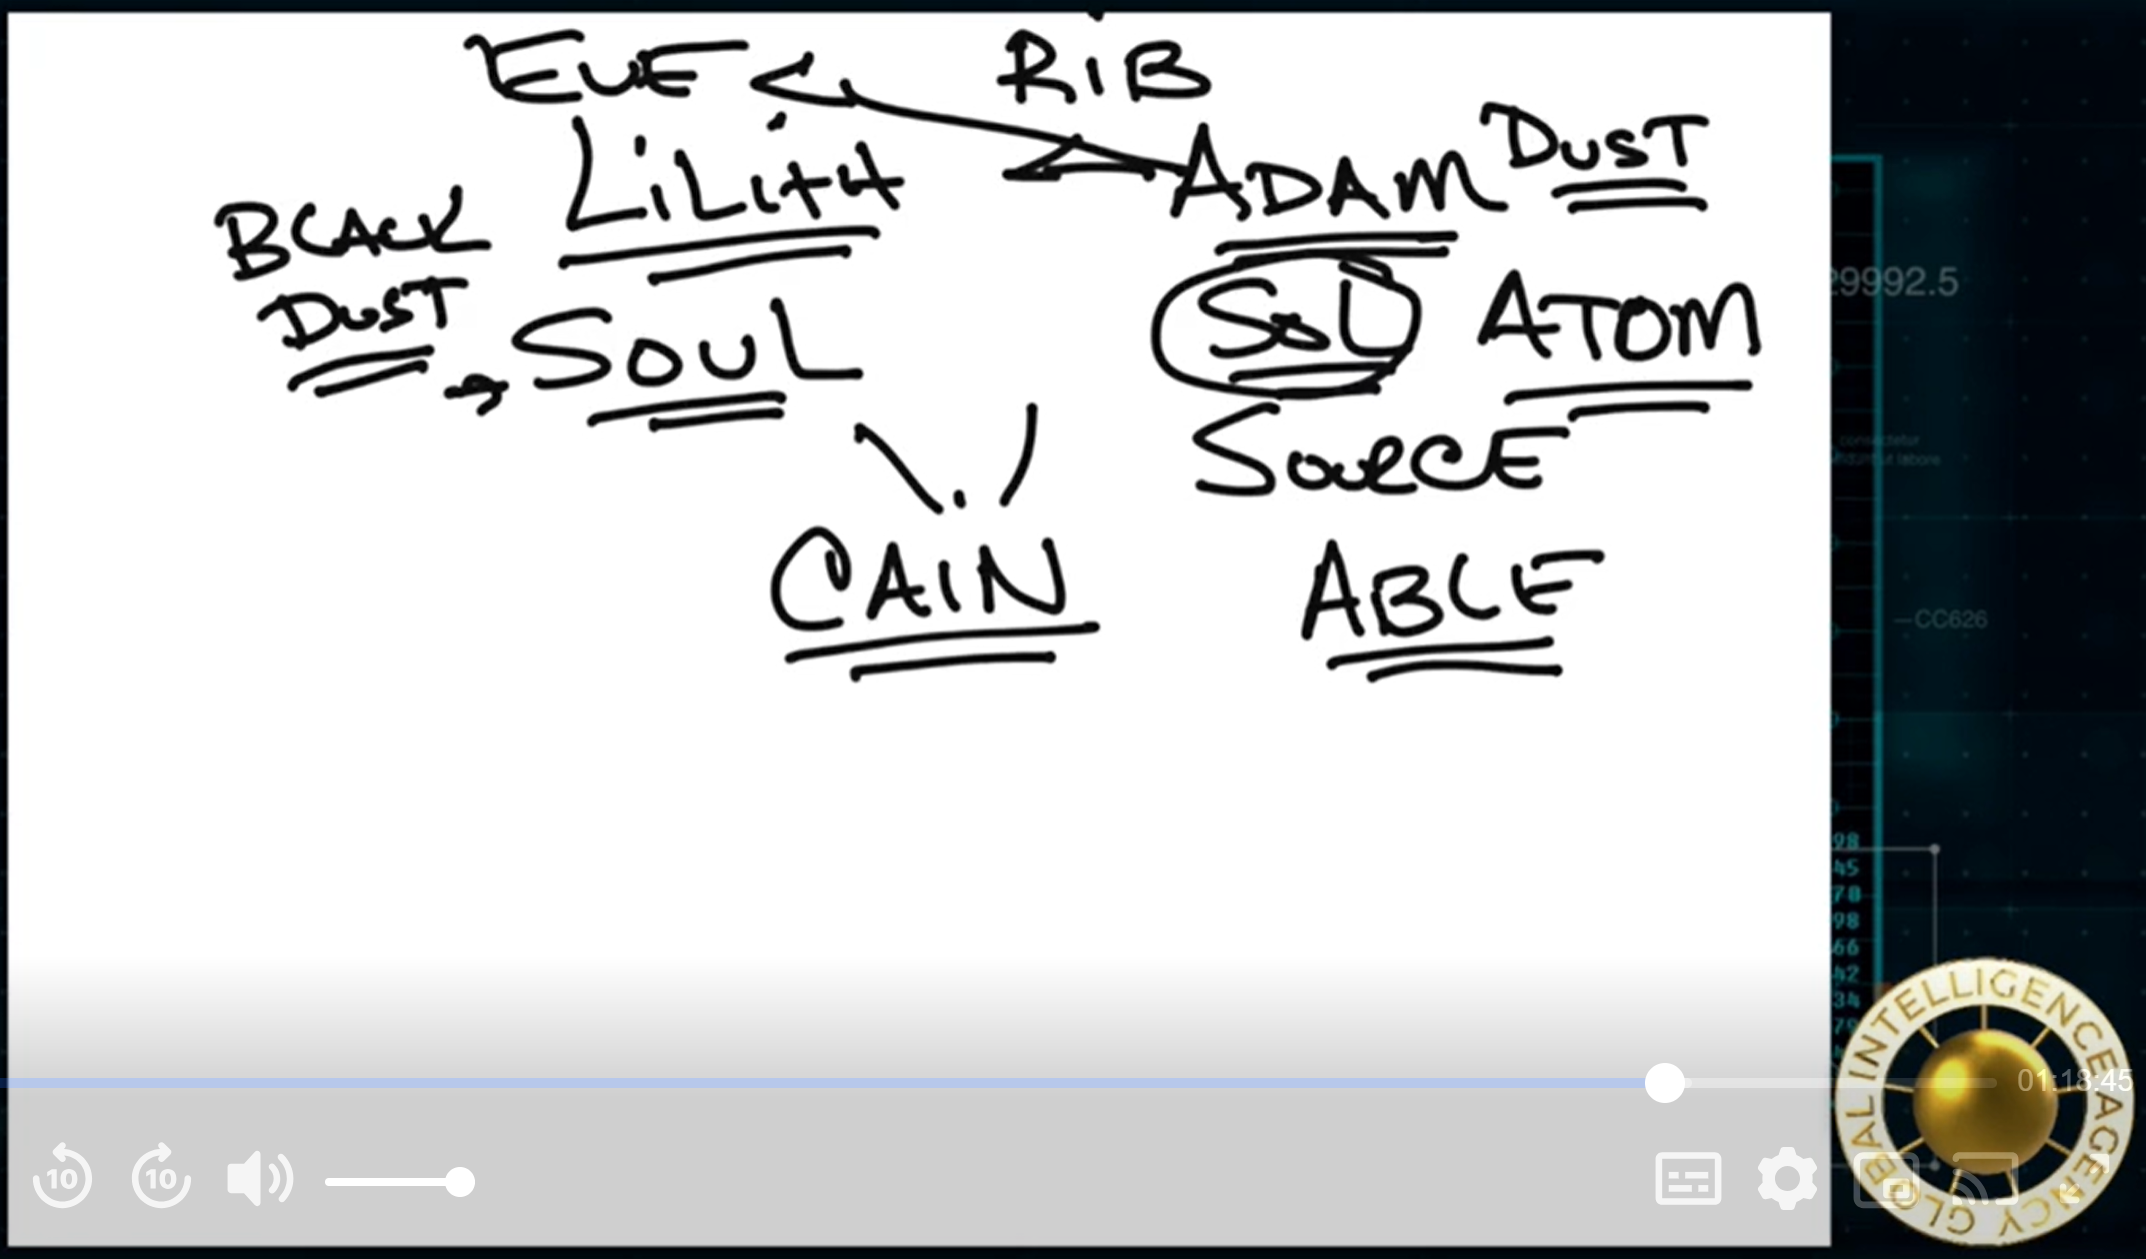 EVE RIB
LILITH ADAM DUST
BLACK
DUST SOUL SOL ATOM
SOURCE
CAIN ABLE
29992.5
CC626
98
45
78
98
66
42
34
GLOBAL INTELLIGENCE AGENCY
01:18:45
10 10